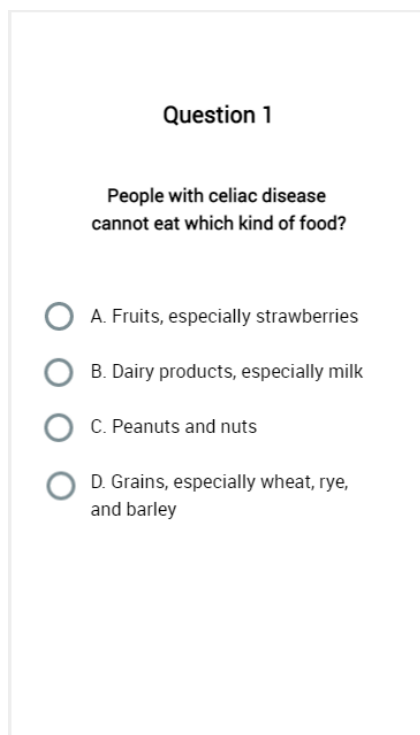 Question 1
People with celiac disease
cannot eat which kind of food?
A. Fruits, especially strawberries
B. Dairy products, especially milk
C. Peanuts and nuts
D. Grains, especially wheat, rye,
and barley